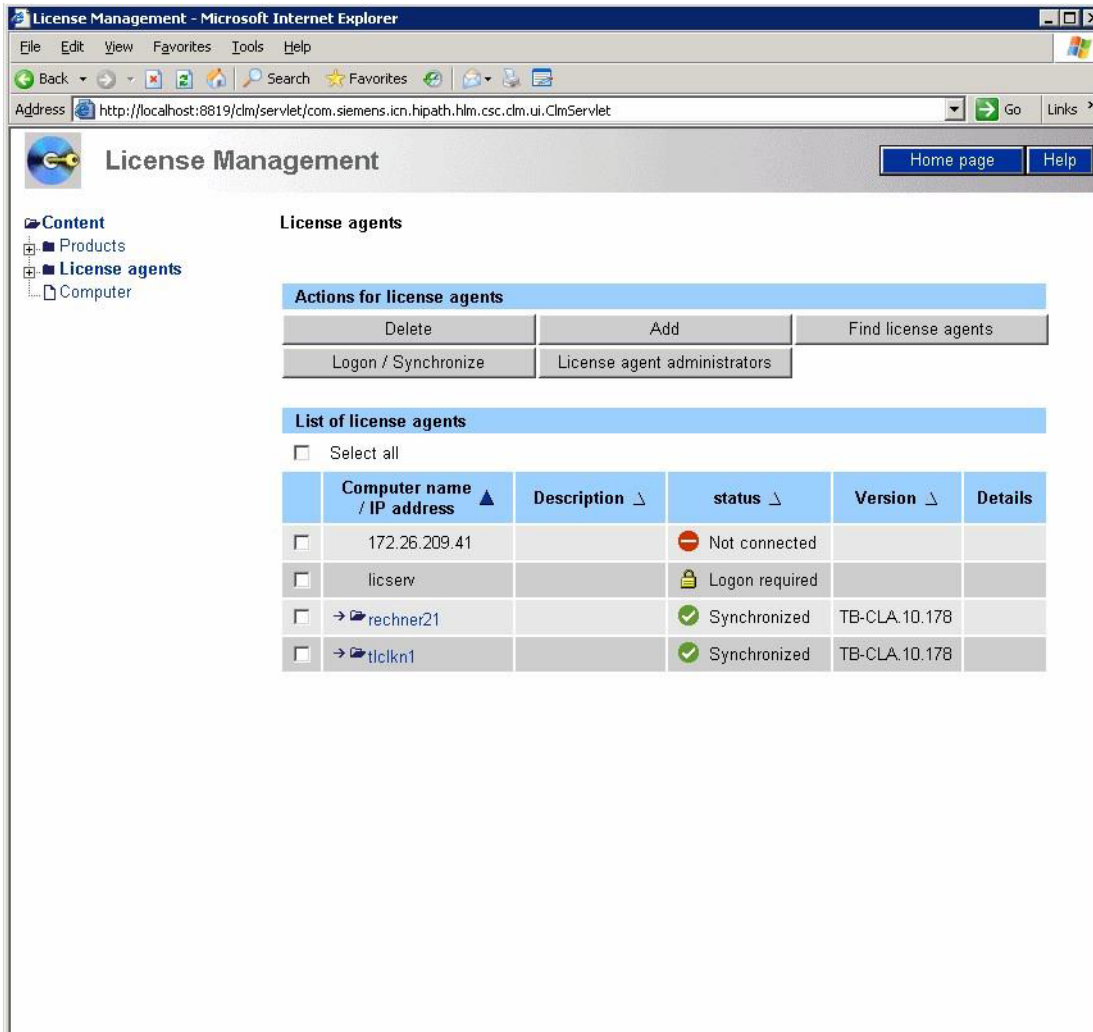 License Management - Microsoft Internet Explorer
File Edit View Favorites Tools Help
Back Search Favorites
Address http://localhost:8819/clm/servlet/com.siemens.icn.hipath.hlm.csc.clm.ui.ClmServlet Go Links
License Management Home page Help
Content
Products
License agents
Computer
License agents
Actions for license agents
Delete Add Find license agents
Logon / Synchronize License agent administrators
List of license agents
Select all
Computer name
/ IP address Description status Version Details
172.26.209.41 Not connected
licserv Logon required
rechner21 Synchronized TB-CLA.10.178
tlclkn1 Synchronized TB-CLA.10.178